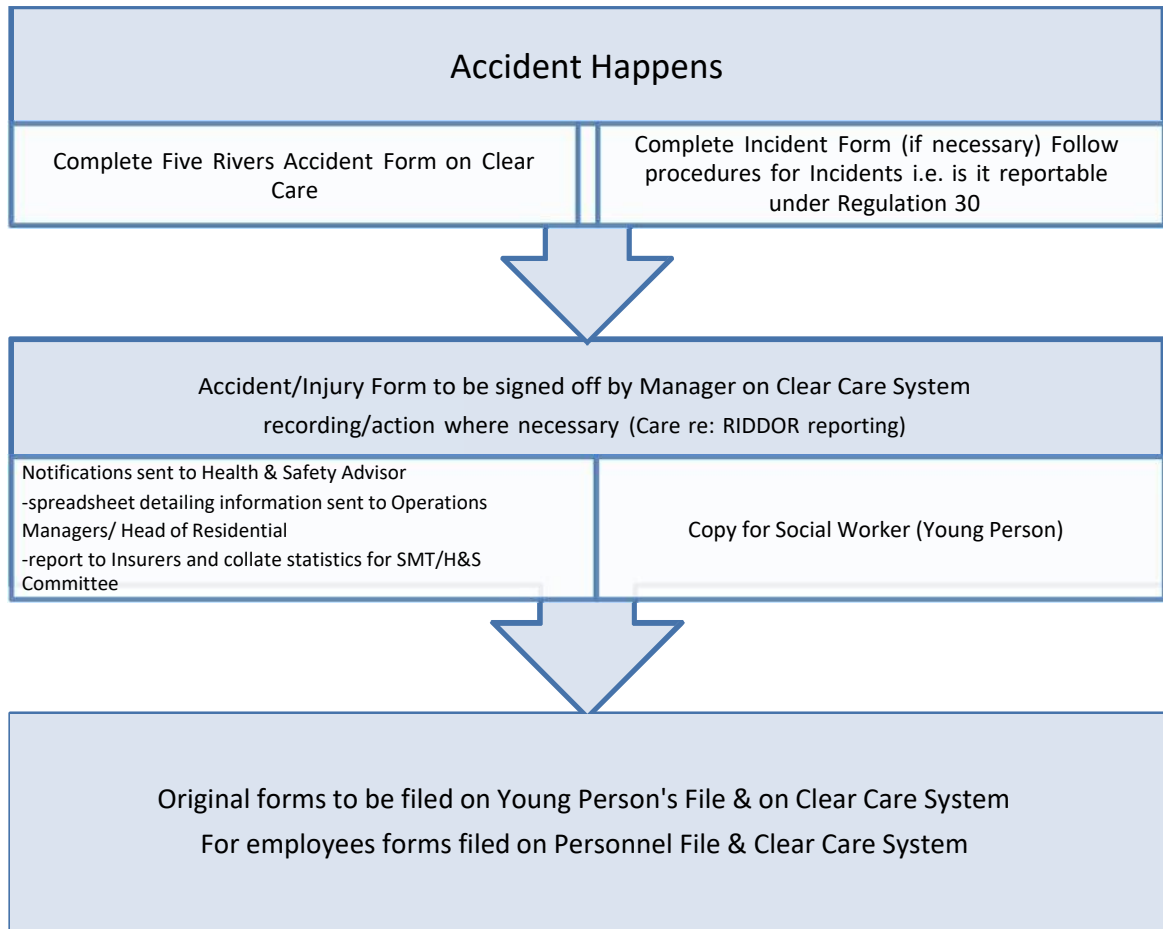 Accident Happens
Complete Five Rivers Accident Form on Clear
Care
Complete Incident Form (if necessary) Follow
procedures for Incidents i.e. is it reportable
under Regulation 30
Accident/Injury Form to be signed off by Manager on Clear Care System
recording/action where necessary (Care re: RIDDOR reporting)
Notifications sent to Health & Safety Advisor
-spreadsheet detailing information sent to Operations
Managers/ Head of Residential
-report to Insurers and collate statistics for SMT/H&S
Committee
Copy for Social Worker (Young Person)
Original forms to be filed on Young Person's File & on Clear Care System
For employees forms filed on Personnel File & Clear Care System